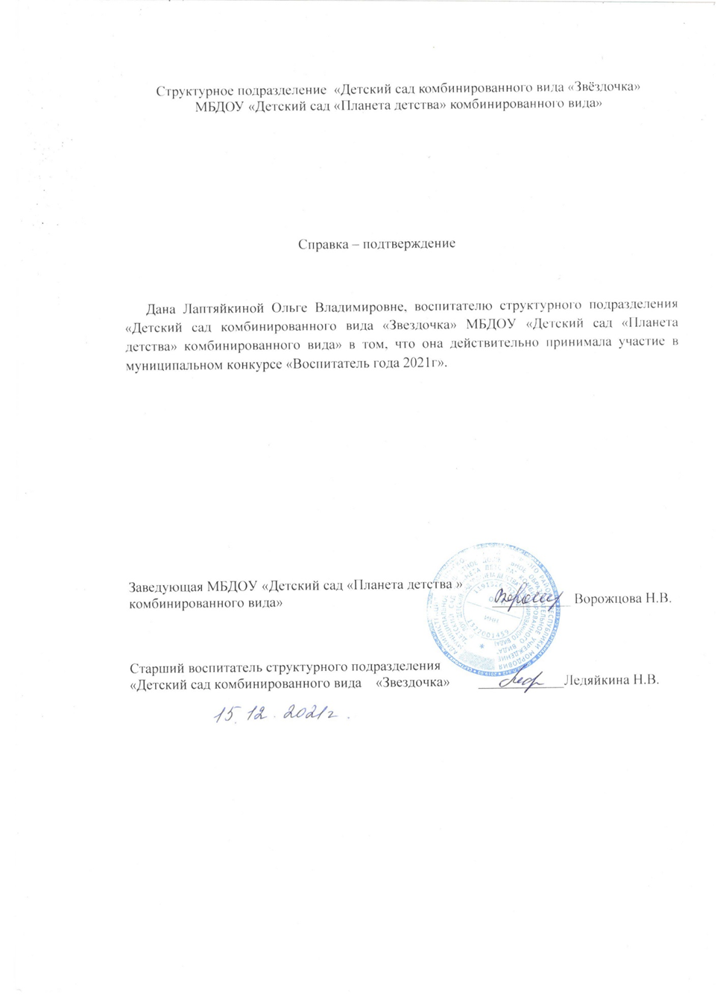 Структурное подразделение «Детский сад комбинированного вида «Звёздочка»
МБДОУ «Детский сад «Планета детства» комбинированного вида»
Справка – подтверждение
Дана Лаптяйкиной Ольге Владимировне, воспитателю структурного подразделения
«Детский сад комбинированного вида «Звездочка» МБДОУ «Детский сад «Планета
детства» комбинированного вида» в том, что она действительно принимала участие в
муниципальном конкурсе «Воспитатель года 2021г».
Заведующая МБДОУ «Детский сад «Планета детства »
комбинированного вида» Ворожцова Н.В.
Старший воспитатель структурного подразделения
«Детский сад комбинированного вида «Звездочка» Ледяйкина Н.В.
15.12.2021г.